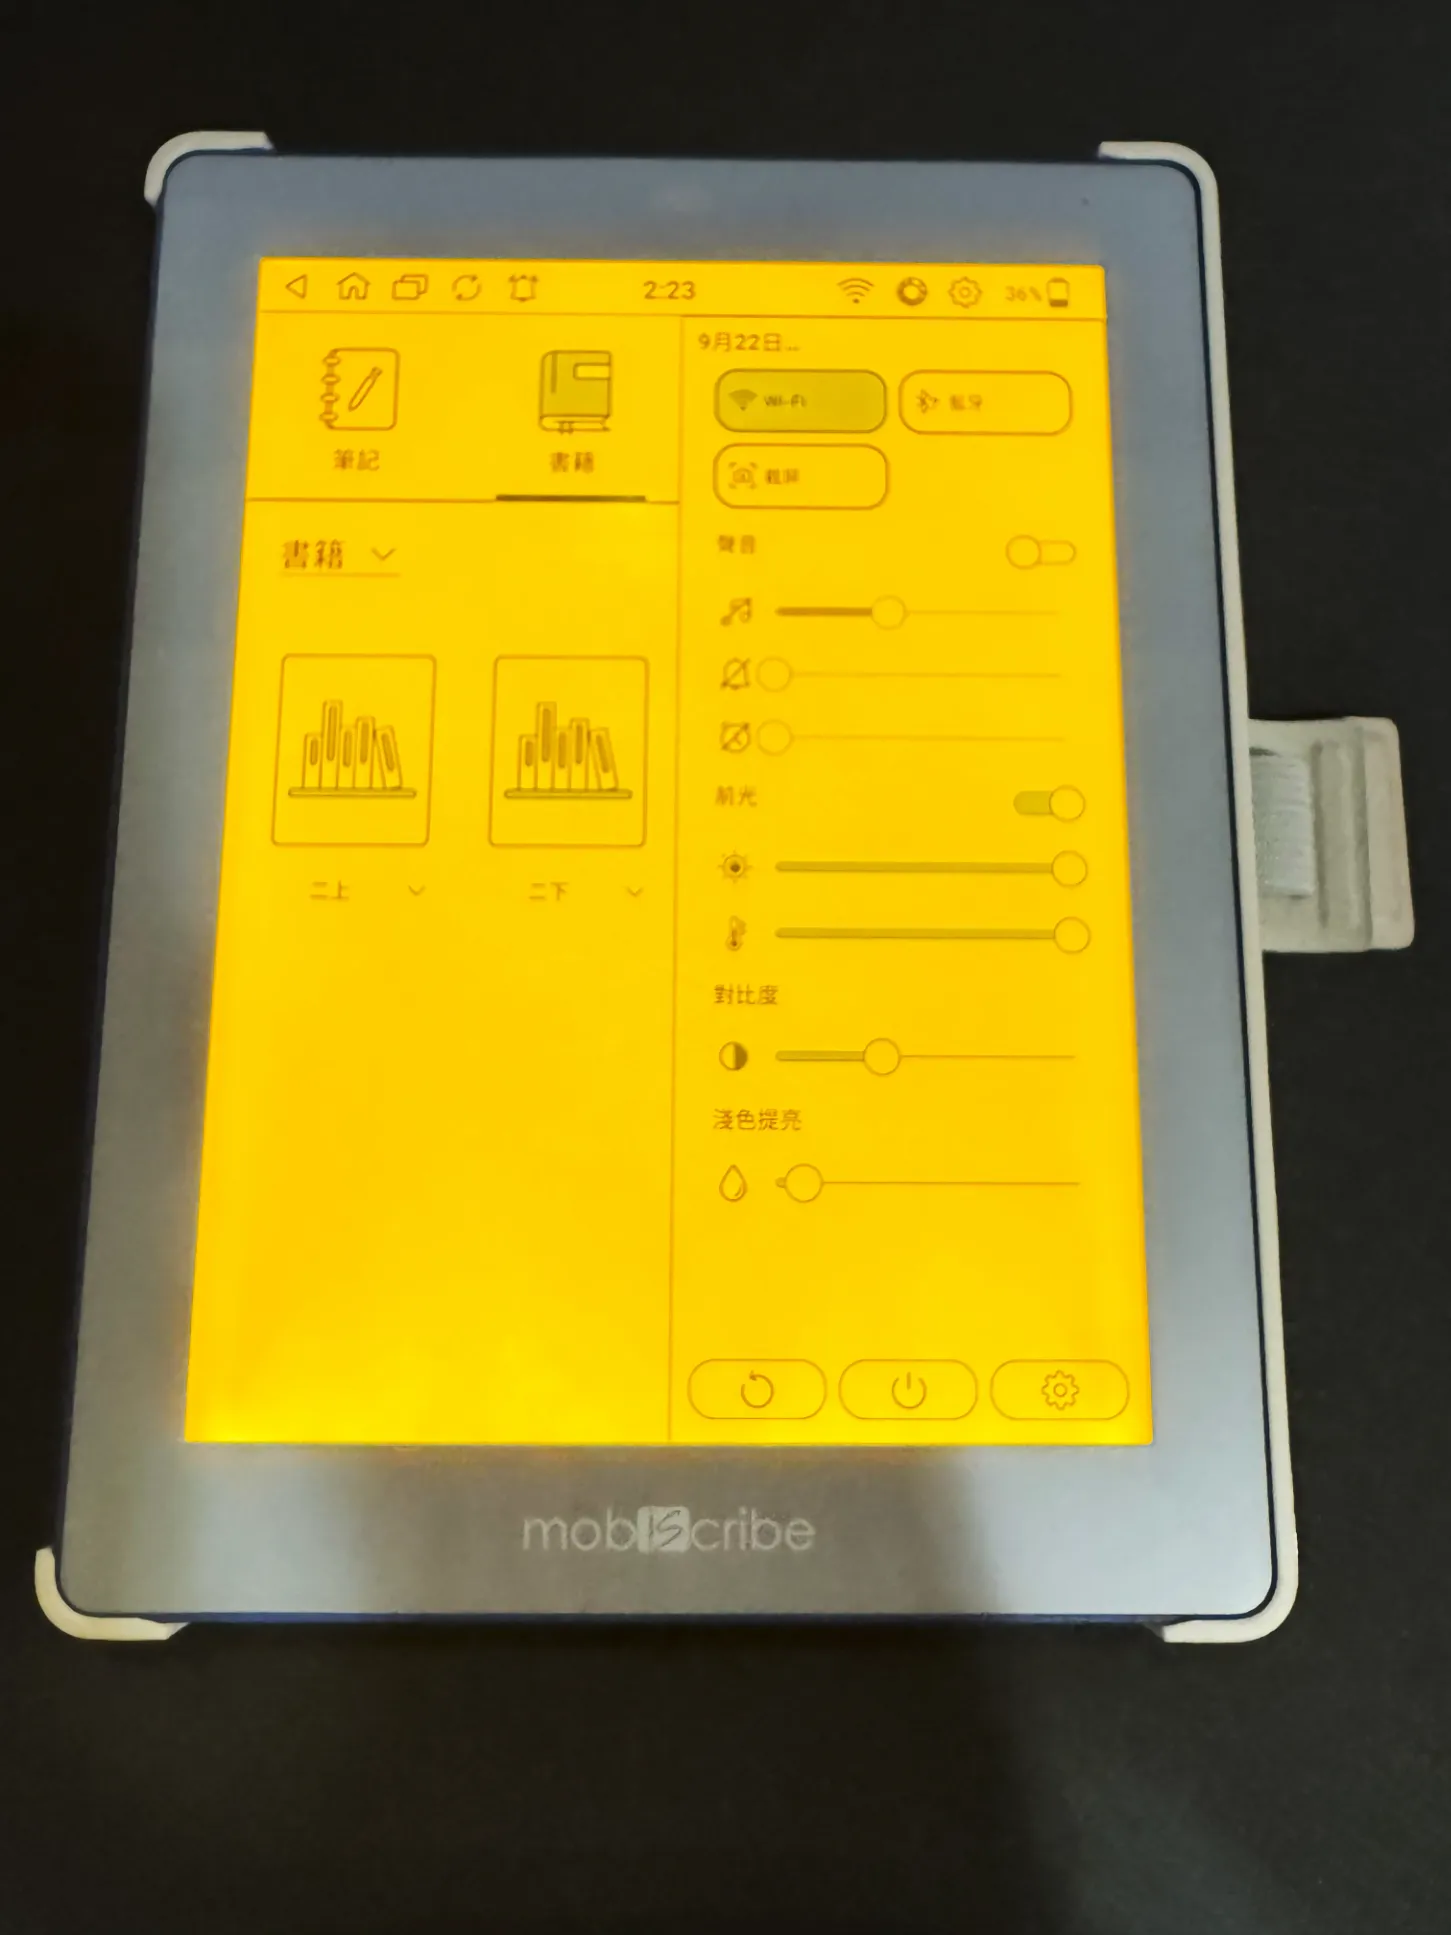 2:23
36%
筆記
書籍
書籍
二上
二下
9月22日...
Wi-Fi
藍牙
截屏
聲音
前光
對比度
淺色提亮
mobiscribe